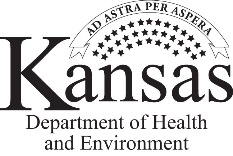 AD ASTRA PER ASPERA
Kansas
Department of Health
and Environment